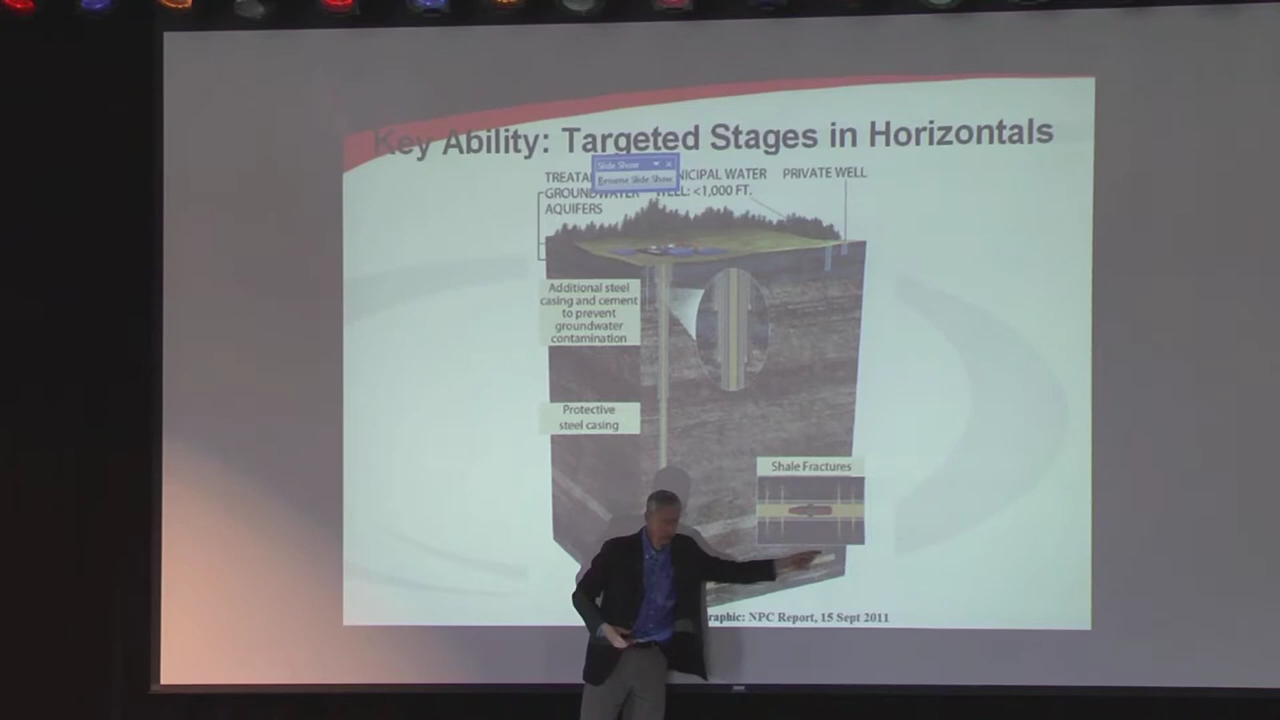 Key Ability: Targeted Stages in Horizontals
Slide Show
Resume Slide Show
TREATA
GROUNDWATER
AQUIFERS
NICIPAL WATER
WELL: <1,000 FT.
PRIVATE WELL
Additional steel
casing and cement
to prevent
groundwater
contamination
Protective
steel casing
Shale Fractures
raphic: NPC Report, 15 Sept 2011